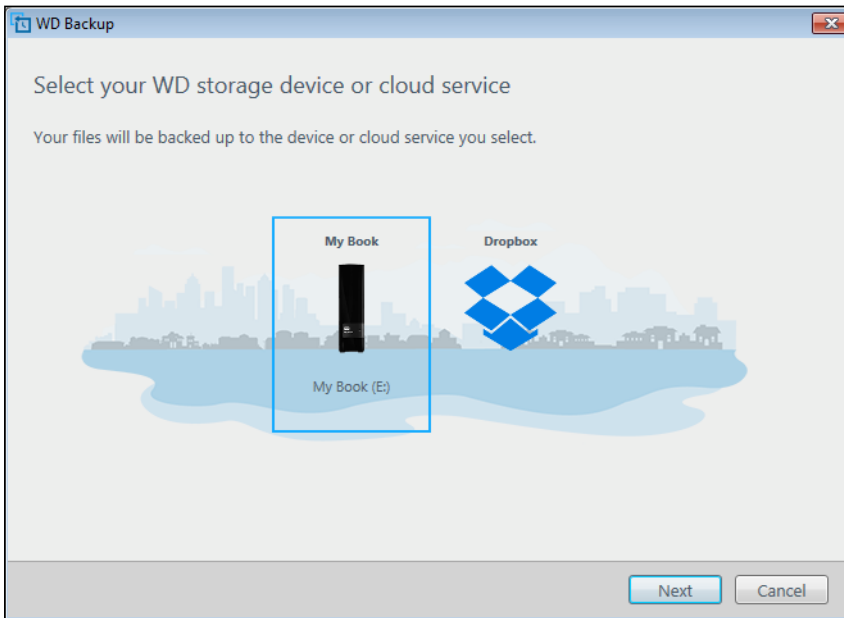 WD Backup
Select your WD storage device or cloud service
Your files will be backed up to the device or cloud service you select.
My Book Dropbox
My Book (E:)
Next Cancel